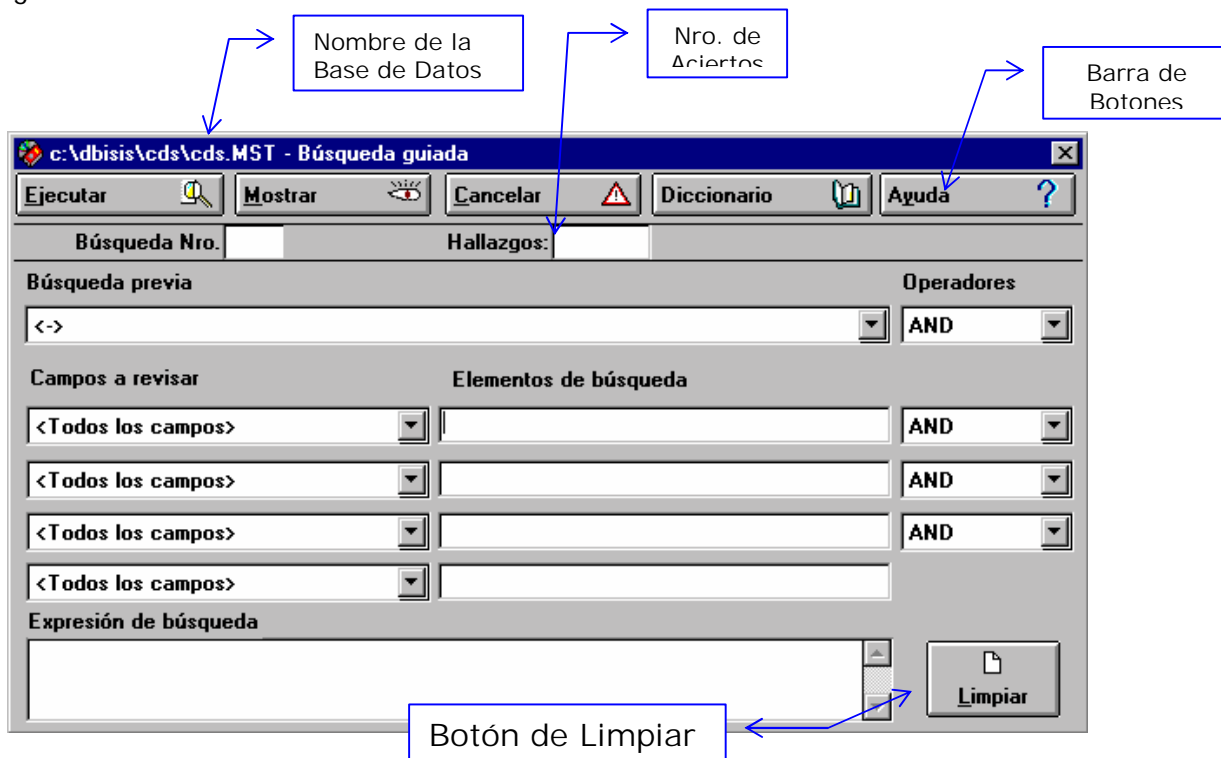 Nombre de la
Base de Datos
Nro. de
Aciertos
Barra de
Botones
c:\dbisis\cds\cds.MST - Búsqueda guiada
Ejecutar Mostrar Cancelar Diccionario Ayuda ?
Búsqueda Nro. Hallazgos:
Búsqueda previa Operadores
<-> AND
Campos a revisar Elementos de búsqueda
<Todos los campos> AND
<Todos los campos> AND
<Todos los campos> AND
<Todos los campos>
Expresión de búsqueda
Limpiar
Botón de Limpiar